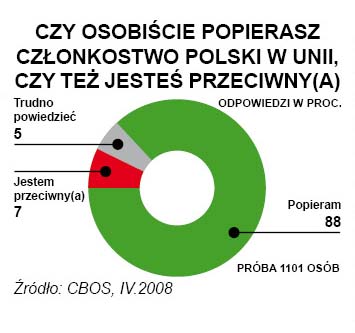 CZY OSOBIŚCIE POPIERASZ
CZŁONKOSTWO POLSKI W UNII,
CZY TEŻ JESTEŚ PRZECIWNY(A)
ODPOWIEDZI W PROC.
Trudno
powiedzieć
5
Jestem
przeciwny(a)
7
Popieram
88
PRÓBA 1101 OSÓB
Źródło: CBOS, IV.2008